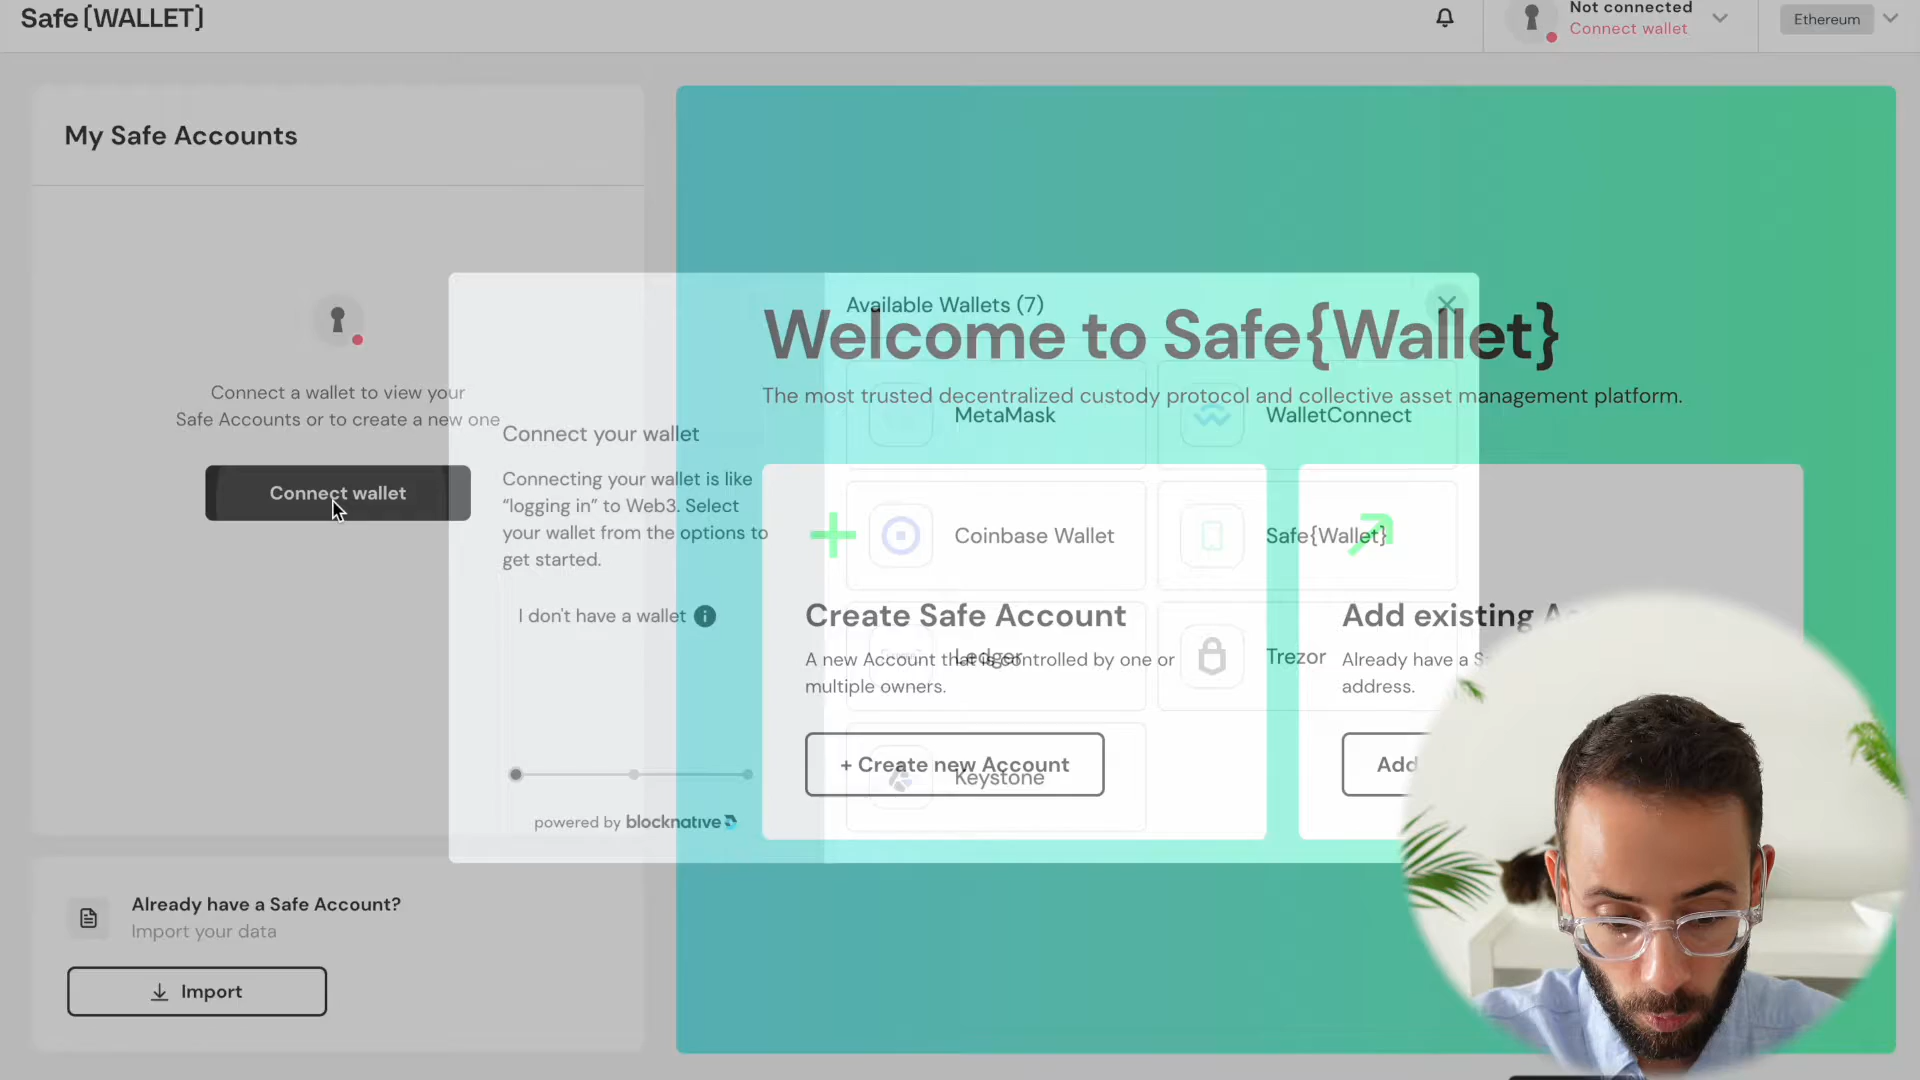 Safe{WALLET}
Not connected
Connect wallet
Ethereum
My Safe Accounts
Connect a wallet to view your
Safe Accounts or to create a new one
Connect wallet
Already have a Safe Account?
Import your data
Import
Available Wallets (7)
Connect your wallet
Connecting your wallet is like
“logging in” to Web3. Select
your wallet from the options to
get started.
I don't have a wallet
powered by blocknative
MetaMask
WalletConnect
Coinbase Wallet
Safe{Wallet}
Ledger
Trezor
Keystone
Welcome to Safe{Wallet}
The most trusted decentralized custody protocol and collective asset management platform.
Create Safe Account
A new Account that is controlled by one or
multiple owners.
+ Create new Account
Add existing
Already have a
address.
Add